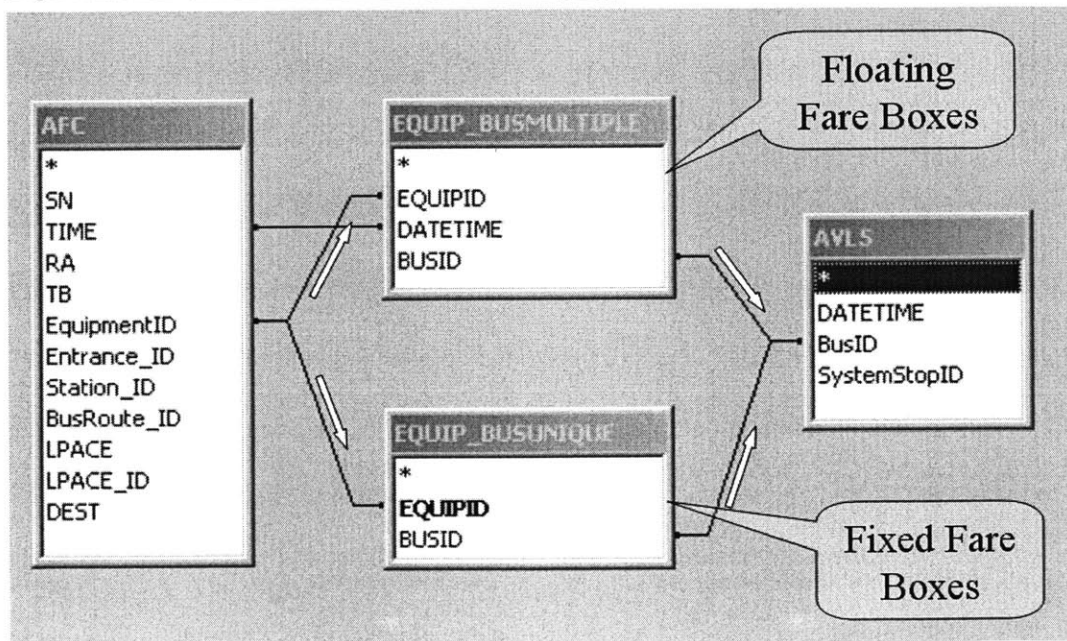 Floating
Fare Boxes
AFC
*
SN
TIME
RA
TB
EquipmentID
Entrance_ID
Station_ID
BusRoute_ID
LPACE
LPACE_ID
DEST
EQUIP_BUSMULTIPLE
*
EQUIPID
DATETIME
BUSID
AVLS
*
DATETIME
BusID
SystemStopID
EQUIP_BUSUNIQUE
*
EQUIPID
BUSID
Fixed Fare
Boxes